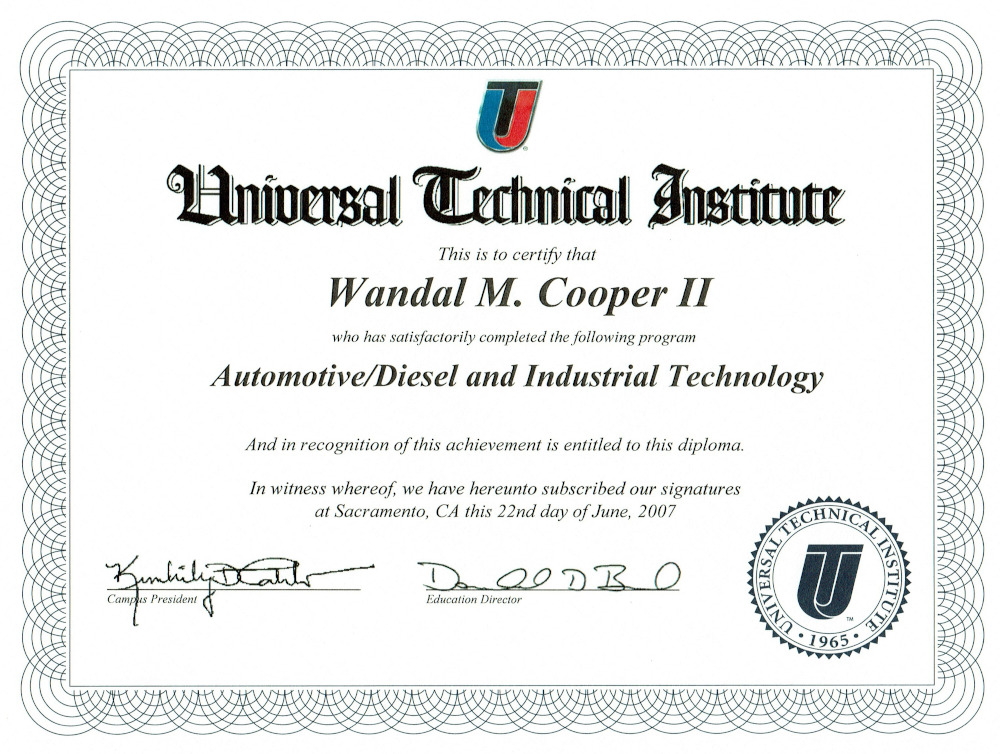 Universal Technical Institute
This is to certify that
Wandal M. Cooper II
who has satisfactorily completed the following program
Automotive/Diesel and Industrial Technology
And in recognition of this achievement is entitled to this diploma.
In witness whereof, we have hereunto subscribed our signatures
at Sacramento, CA this 22nd day of June, 2007
Campus President
Education Director
UNIVERSAL TECHNICAL INSTITUTE
TM
• 1965 •